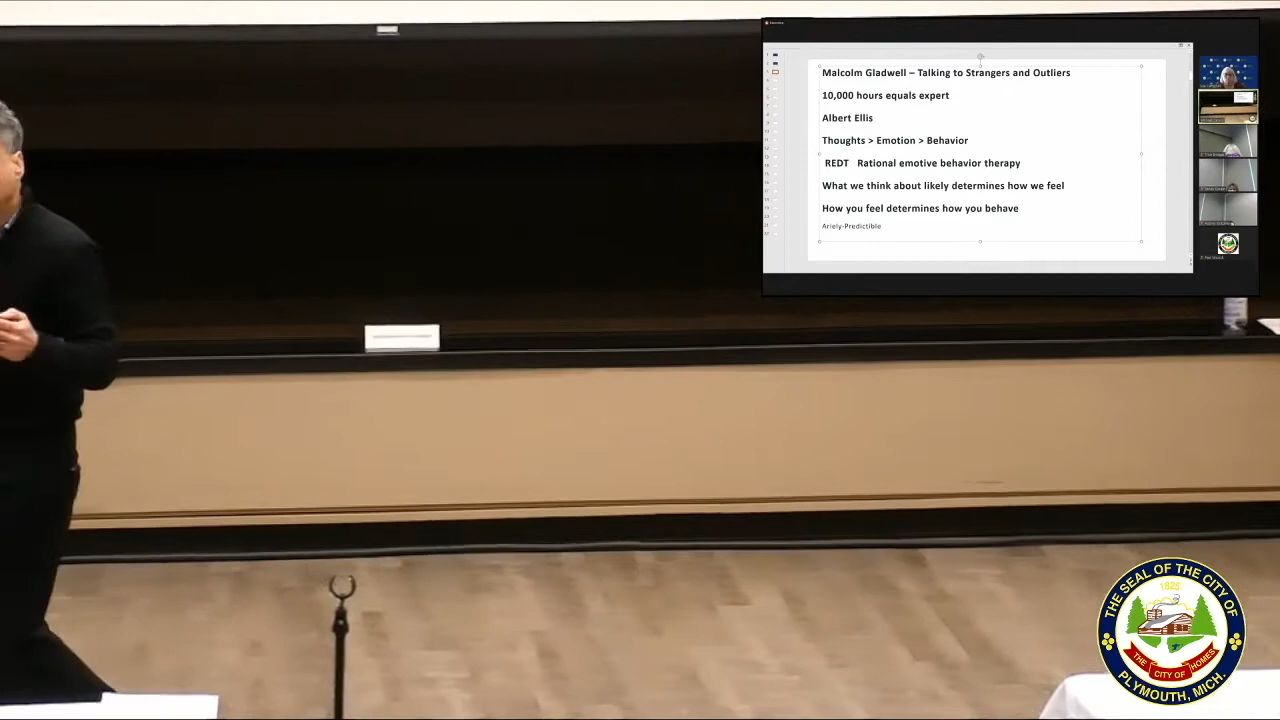 Malcolm Gladwell – Talking to Strangers and Outliers
10,000 hours equals expert
Albert Ellis
Thoughts > Emotion > Behavior
REDT Rational emotive behavior therapy
What we think about likely determines how we feel
How you feel determines how you behave
Ariely-Predictible
THE SEAL OF THE CITY OF
1825
THE CITY OF HOMES
PLYMOUTH, MICH.